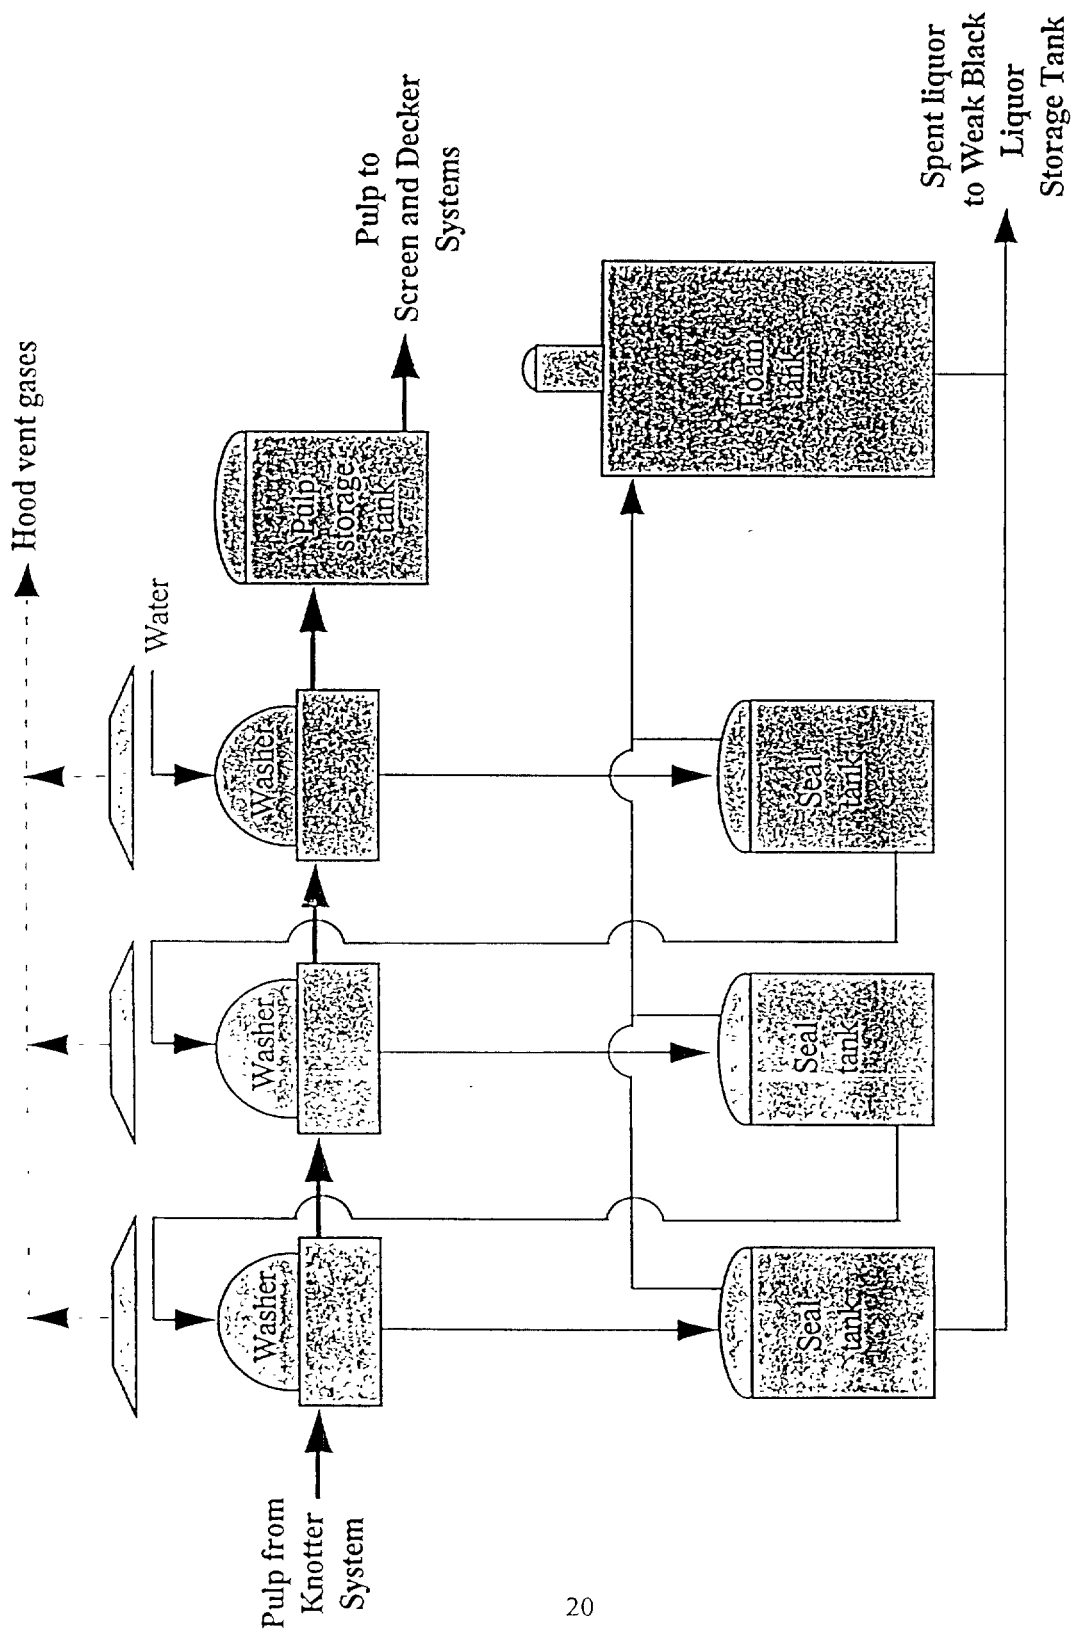 Hood vent gases
Water
Washer
Washer
Washer
Pulp from
Knotter
System
Pulp
storage
tank
Pulp to
Screen and Decker
Systems
Seal
tank
Seal
tank
Seal
tank
Foam
tank
Spent liquor
to Weak Black
Liquor
Storage Tank
20